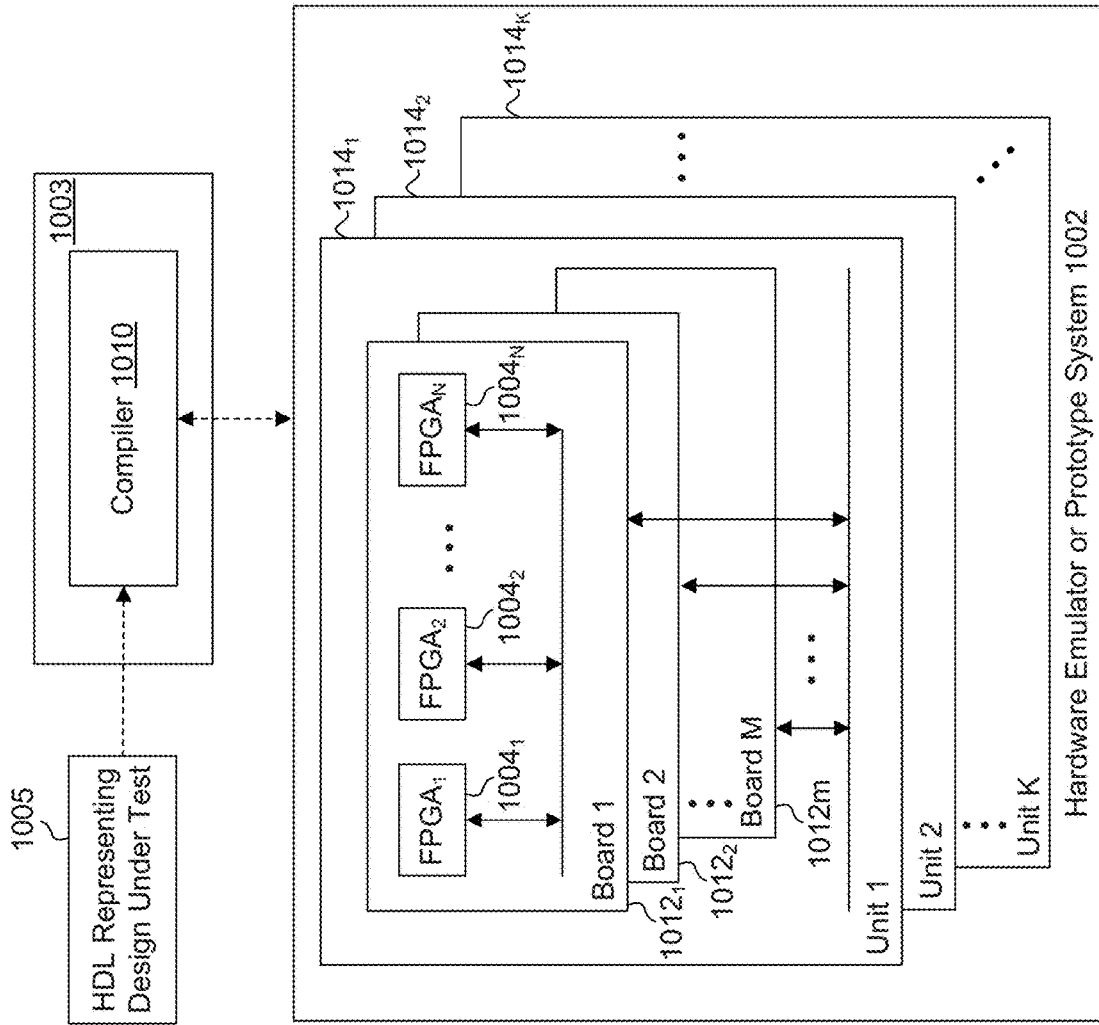 1005
HDL Representing
Design Under Test
1003
Compiler 1010
1014₁
1014₂
1014K
FPGA₁
FPGA₂
FPGAN
1004₁
1004₂
1004N
Board 1
1012₁
Board 2
1012₂
Board M
1012m
Unit 1
Unit 2
Unit K
Hardware Emulator or Prototype System 1002